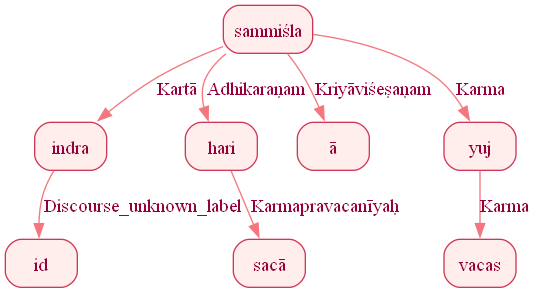 sammiśla
Kartā Adhikaraṇam Kriyāviśeṣaṇam Karma
indra hari ā yuj
Discourse_unknown_label Karmapravacanīyaḥ Karma
id sacā vacas